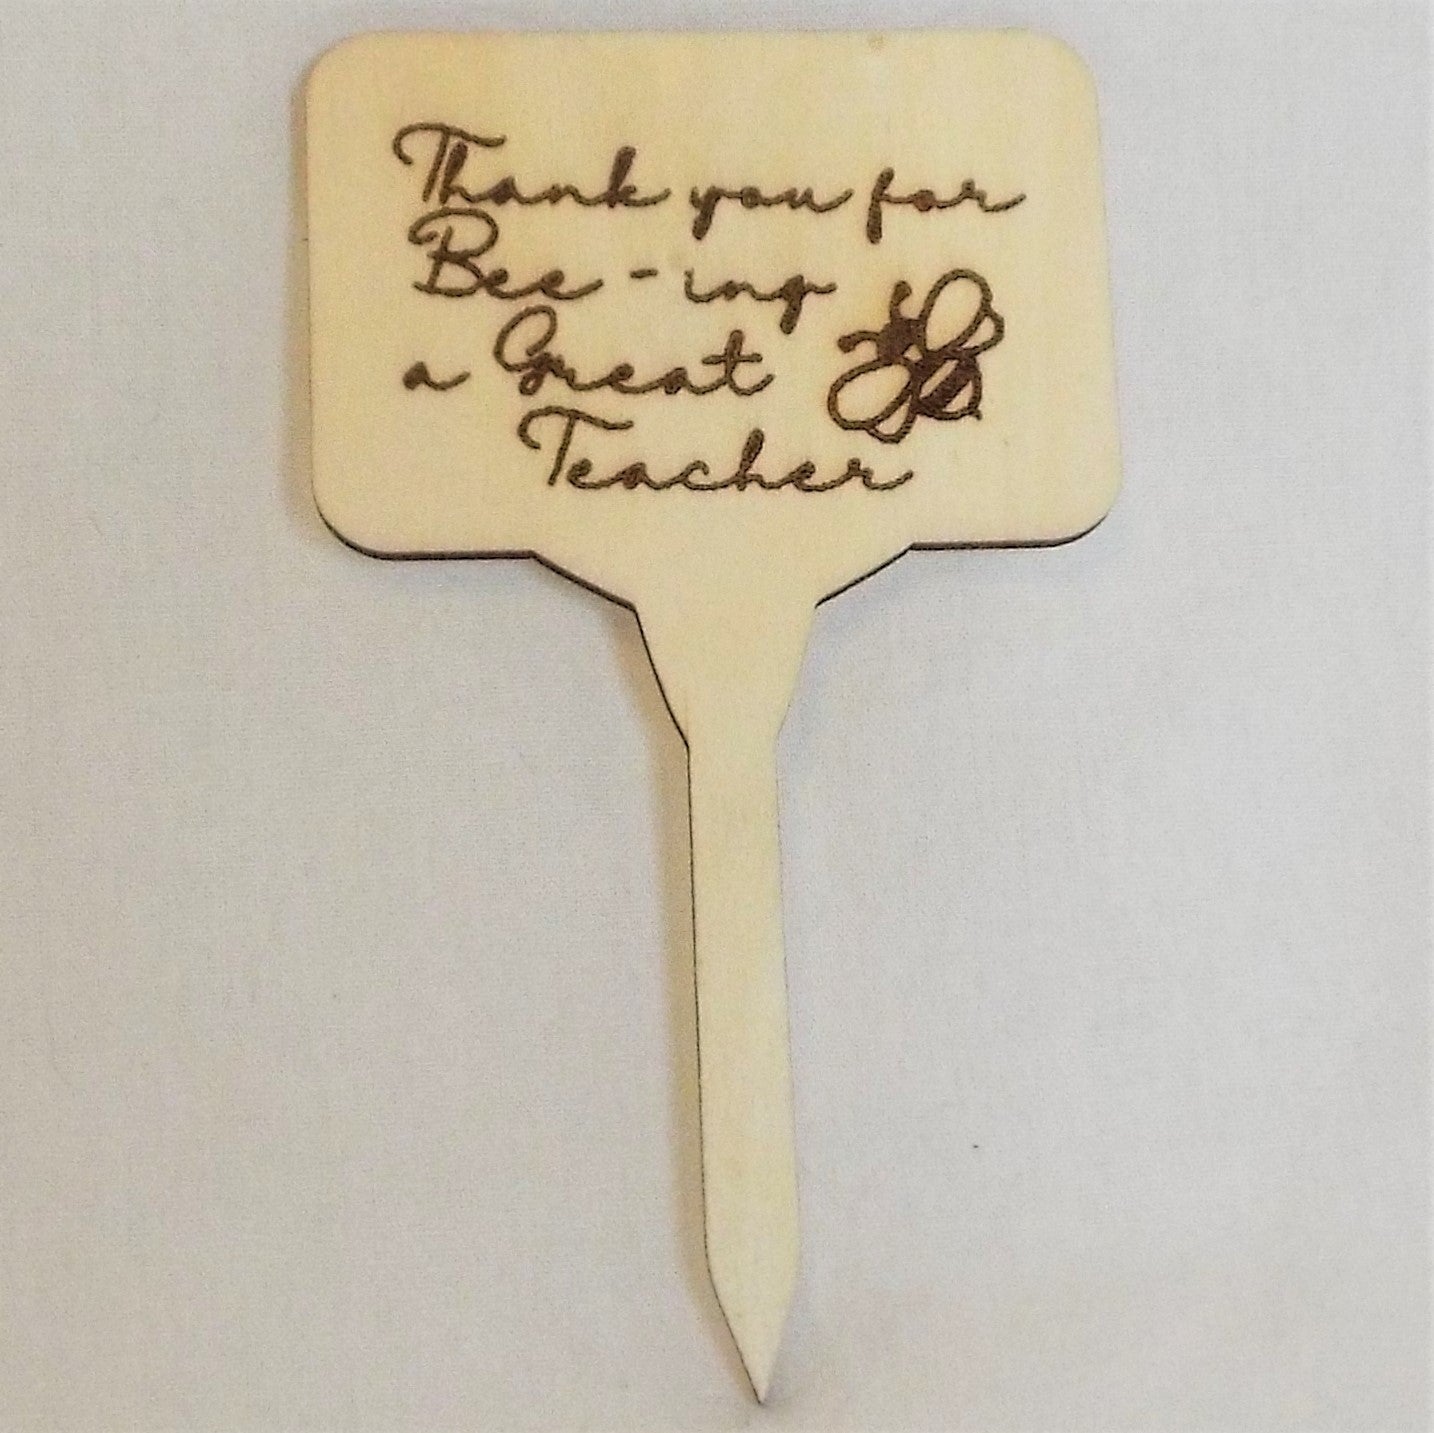 Thank you for
Bee-ing
a Great
Teacher